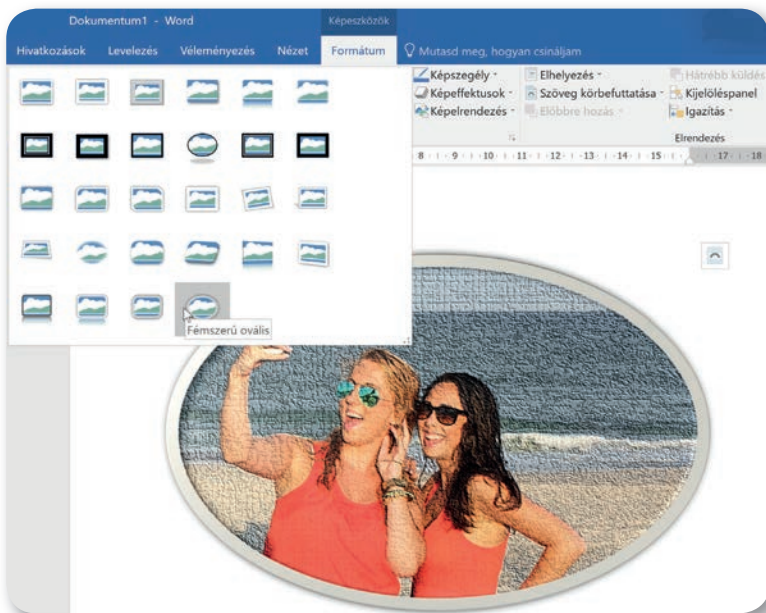 Dokumentum1 - Word
Képeszközök
Hivatkozások Levelezés Véleményezés Nézet Formátum Mutasd meg, hogyan csináljam
Képszegély Elhelyezés Hátrébb küldés
Képeffektusok Szöveg körbefuttatása Kijelöléspanel
Képelrendezés Előbbre hozás Igazítás
Elrendezés
8 9 10 11 12 13 14 15 17 18
Fémszerű ovális